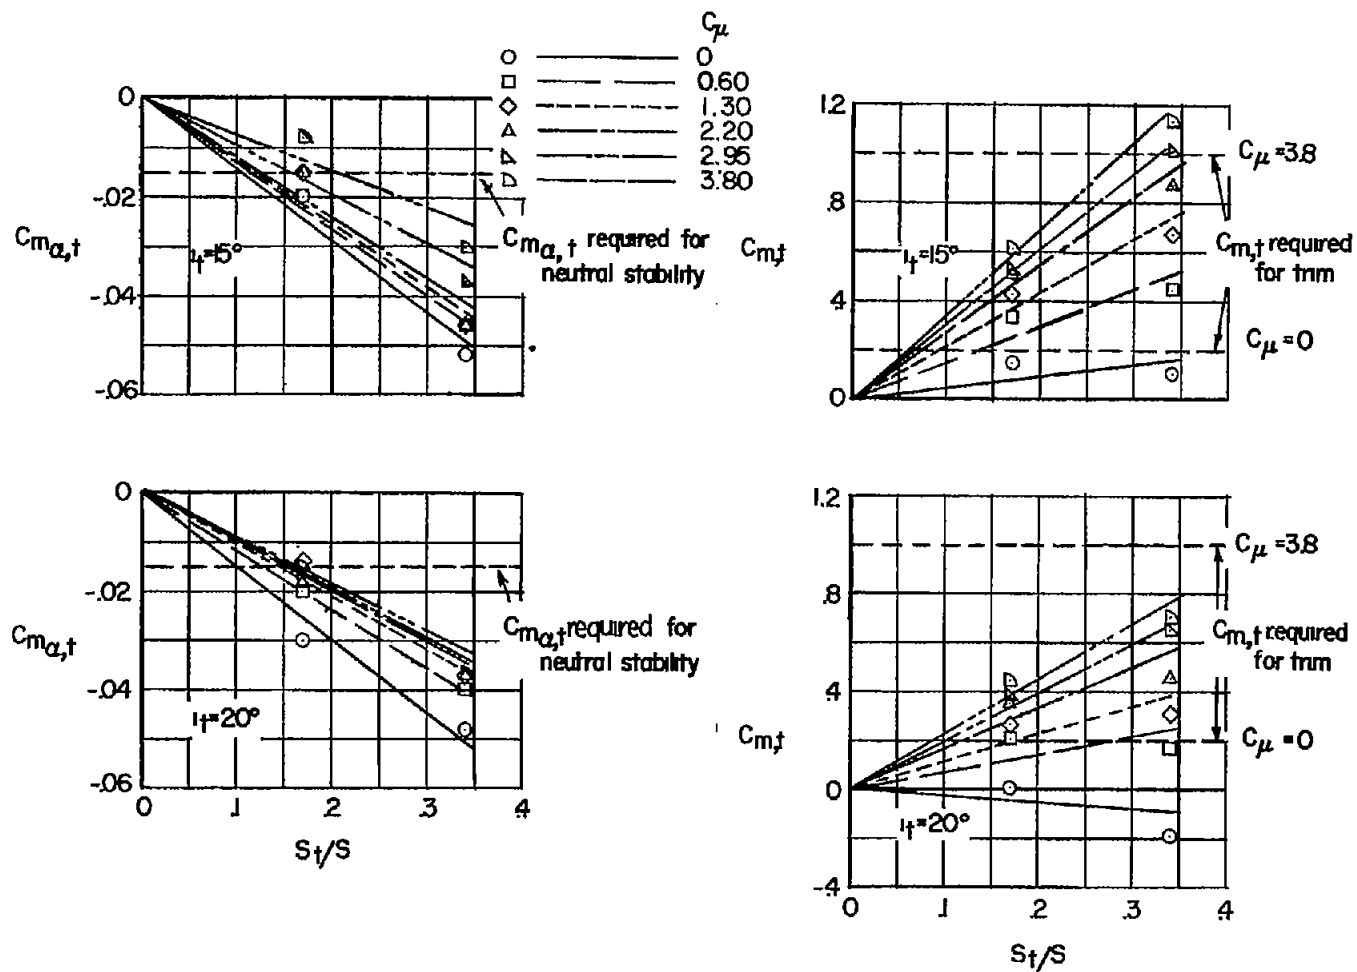 Cμ
0
0.60
1.30
2.20
2.95
3.80
0
-.02
-.04
-.06
Cmα,t
ıt=15°
Cmα,t required for
neutral stability
1.2
.8
.4
0
Cm,t
ıt=15°
Cμ=3.8
Cm,t required
for trim
Cμ=0
0
-.02
-.04
-.06
Cmα,t
ıt=20°
Cmα,t required for
neutral stability
0 .1 .2 .3 .4
St/S
1.2
.8
.4
0
-.4
Cm,t
ıt=20°
Cμ=3.8
Cm,t required
for trim
Cμ=0
0 .1 .2 .3 .4
St/S